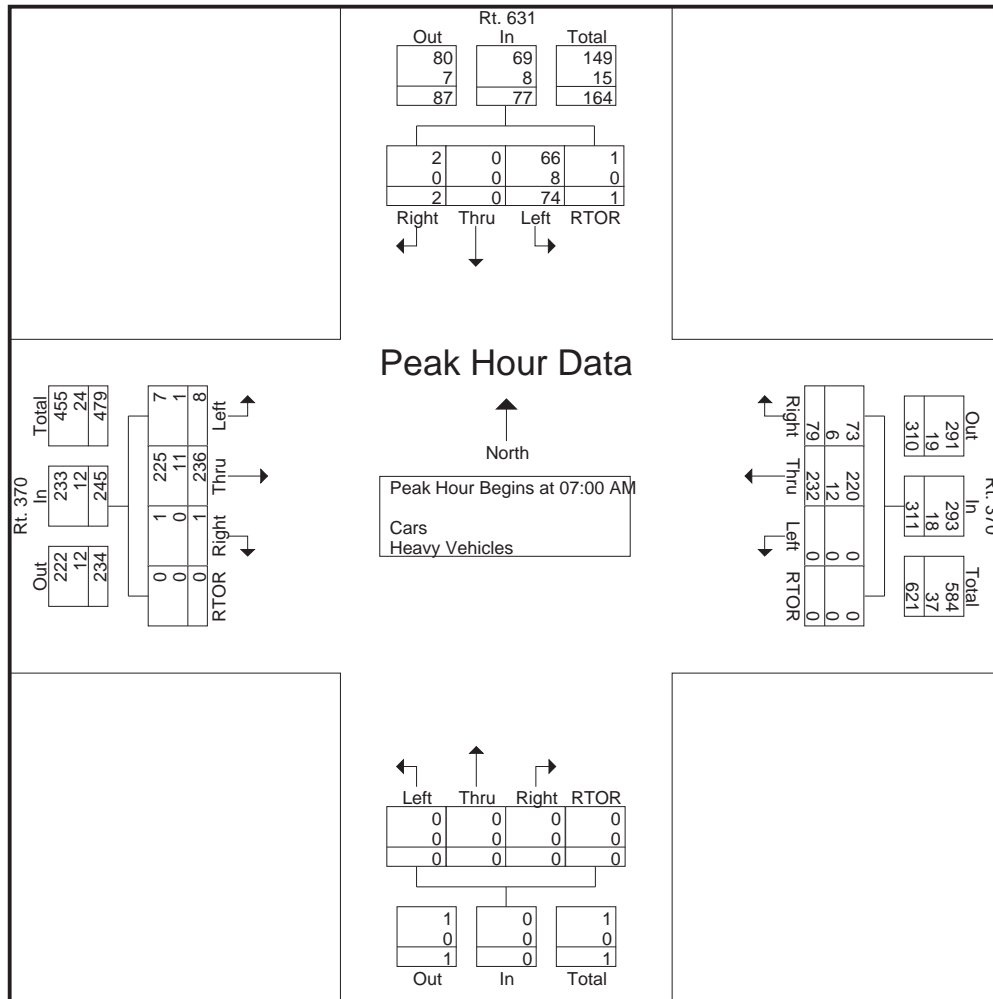 Rt. 631
Out In Total
80 69 149
7 8 15
87 77 164
2 0 66 1
0 0 8 0
2 0 74 1
Right Thru Left RTOR
Peak Hour Data
North
Peak Hour Begins at 07:00 AM
Cars
Heavy Vehicles
Rt. 370
Out In Total
222 233 455
12 12 24
234 245 479
RTOR Right Thru Left
0 1 225 7
0 0 11 1
0 1 236 8
Rt. 370
Out In Total
291 293 584
19 18 37
310 311 621
Right Thru Left RTOR
73 220 0 0
6 12 0 0
79 232 0 0
Left Thru Right RTOR
0 0 0 0
0 0 0 0
0 0 0 0
1 0 1
0 0 0
1 0 1
Out In Total